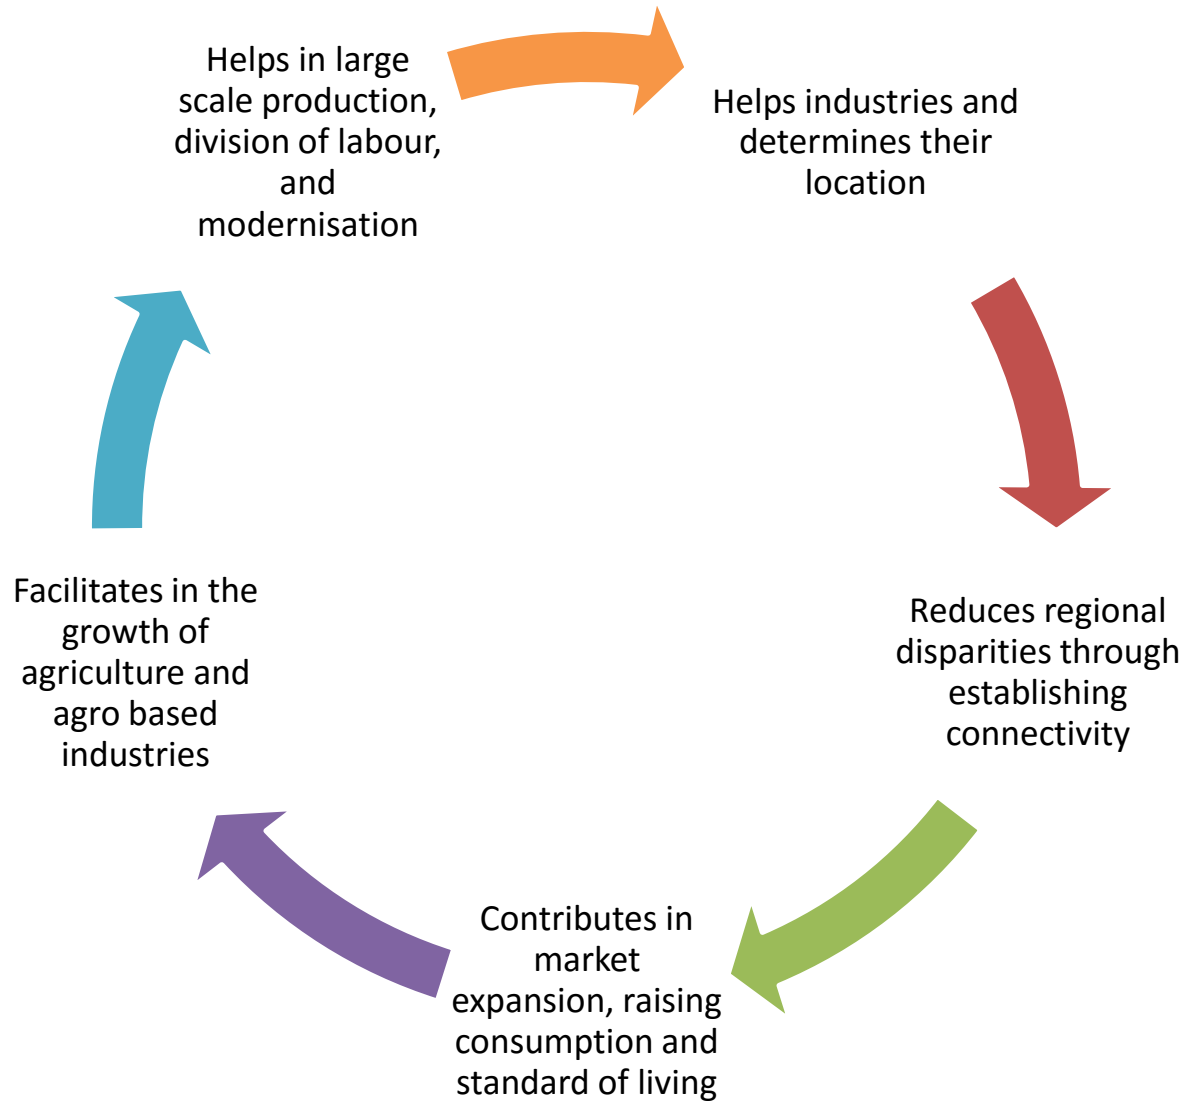 Helps in large
scale production,
division of labour,
and
modernisation
Helps industries and
determines their
location
Reduces regional
disparities through
establishing
connectivity
Contributes in
market
expansion, raising
consumption and
standard of living
Facilitates in the
growth of
agriculture and
agro based
industries